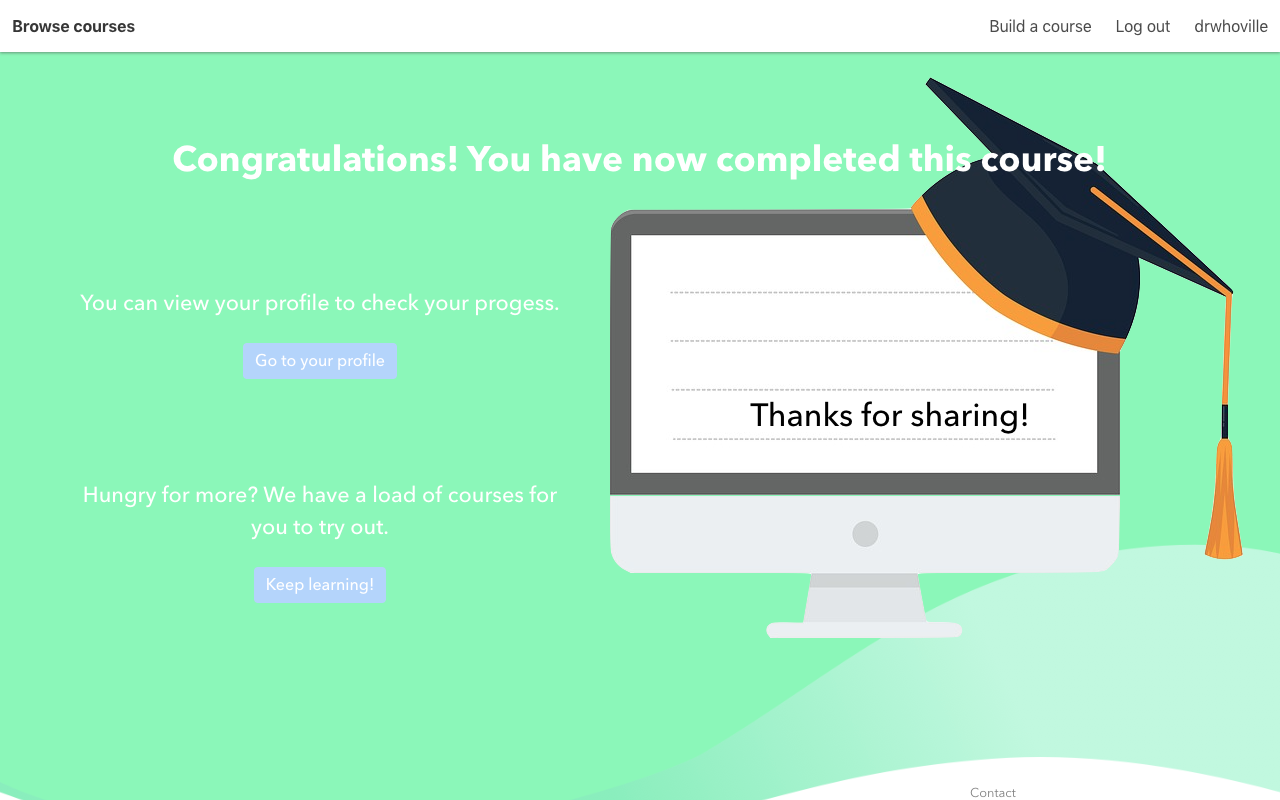 Browse courses
Build a course
Log out
drwhoville
Congratulations! You have now completed this course!
You can view your profile to check your progess.
Go to your profile
Thanks for sharing!
Hungry for more? We have a load of courses for
you to try out.
Keep learning!
Contact